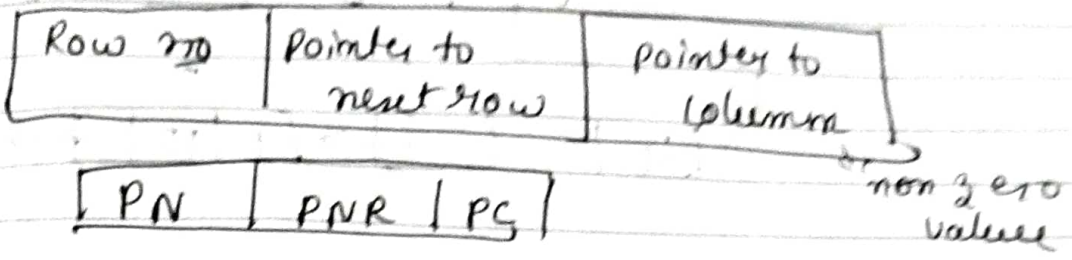 Row no
Pointer to
next row
pointer to
column
non zero
values
PN
PNR
PC